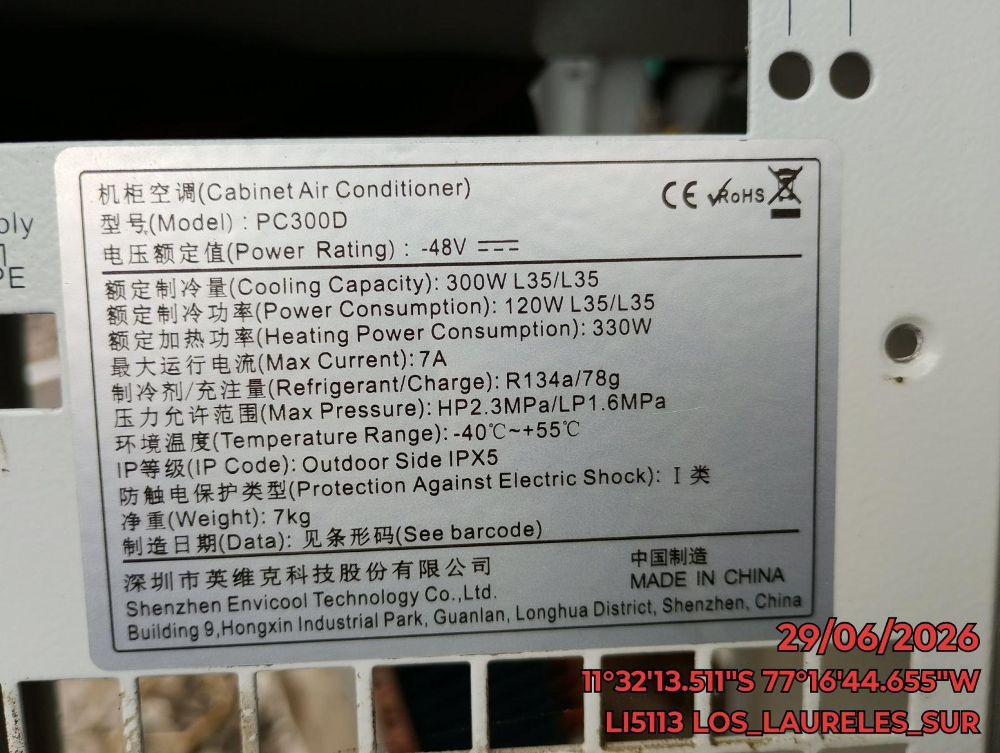 ply
PE
机柜空调(Cabinet Air Conditioner)
CE RoHS
型号(Model) : PC300D
电压额定值(Power Rating) : -48V
额定制冷量(Cooling Capacity): 300W L35/L35
额定制冷功率(Power Consumption): 120W L35/L35
额定加热功率(Heating Power Consumption): 330W
最大运行电流(Max Current): 7A
制冷剂/充注量(Refrigerant/Charge): R134a/78g
压力允许范围(Max Pressure): HP2.3MPa/LP1.6MPa
环境温度(Temperature Range): -40℃~+55℃
IP等级(IP Code): Outdoor Side IPX5
防触电保护类型(Protection Against Electric Shock): I 类
净重(Weight): 7kg
制造日期(Data): 见条形码(See barcode)
深圳市英维克科技股份有限公司
Shenzhen Envicool Technology Co.,Ltd.
中国制造
MADE IN CHINA
Building 9,Hongxin Industrial Park, Guanlan, Longhua District, Shenzhen, China
29/06/2026
11°32'13.511"S 77°16'44.655"W
LI5113 LOS_LAURELES_SUR